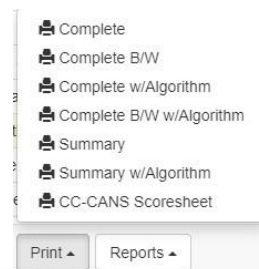 Complete
Complete B/W
Complete w/Algorithm
Complete B/W w/Algorithm
Summary
Summary w/Algorithm
CC-CANS Scoresheet
Print
Reports